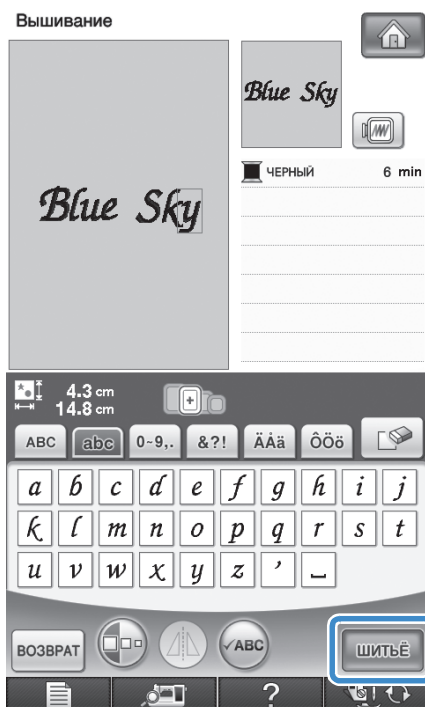 Вышивание
Blue Sky
Blue Sky
ЧЕРНЫЙ 6 min
4.3 cm
14.8 cm
ABC abc 0~9,. &?! ÄÀä ÔÖö
a b c d e f g h i j
k l m n o p q r s t
u v w x y z ’ ⎵
ВОЗВРАТ ✓ABC ШИТЬЁ
? !